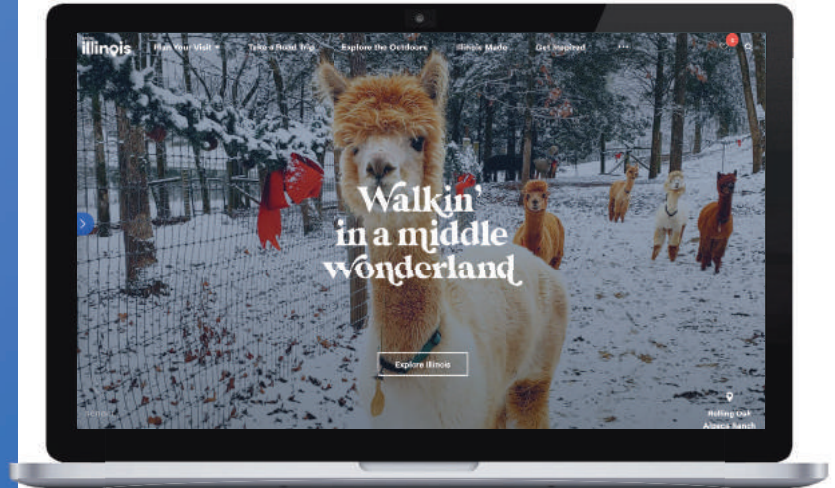 illinois
Plan Your Visit Take a Road Trip Explore the Outdoors Illinois Made Get Inspired
Walkin'
in a middle
wonderland
Explore Illinois
Rolling Oak
Alpaca Ranch